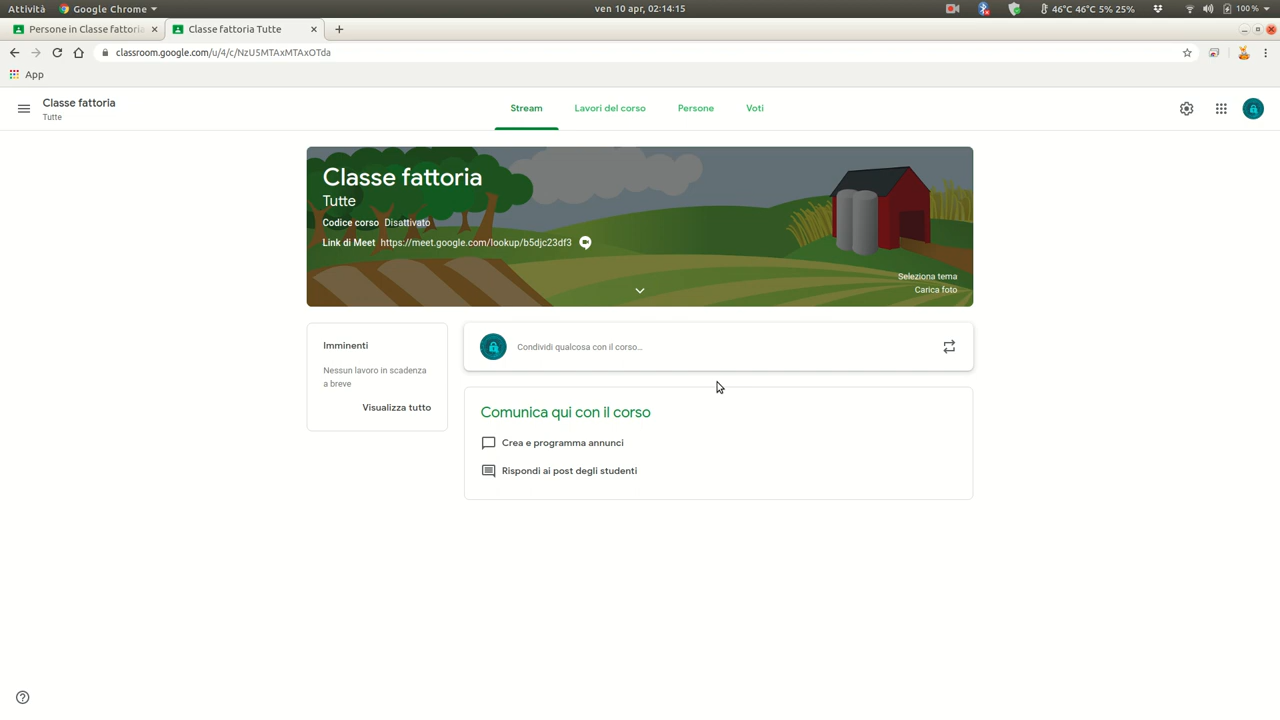 Attività
Google Chrome
ven 10 apr, 02:14:15
46°C 46°C 5% 25%
100 %
Persone in Classe fattoria
Classe fattoria Tutte
classroom.google.com/u/4/c/NzU5MTAxMTAxOTda
App
Classe fattoria
Tutte
Stream
Lavori del corso
Persone
Voti
Classe fattoria
Tutte
Codice corso Disattivato
Link di Meet https://meet.google.com/lookup/b5djc23df3
Seleziona tema
Carica foto
Imminenti
Nessun lavoro in scadenza
a breve
Visualizza tutto
Condividi qualcosa con il corso…
Comunica qui con il corso
Crea e programma annunci
Rispondi ai post degli studenti